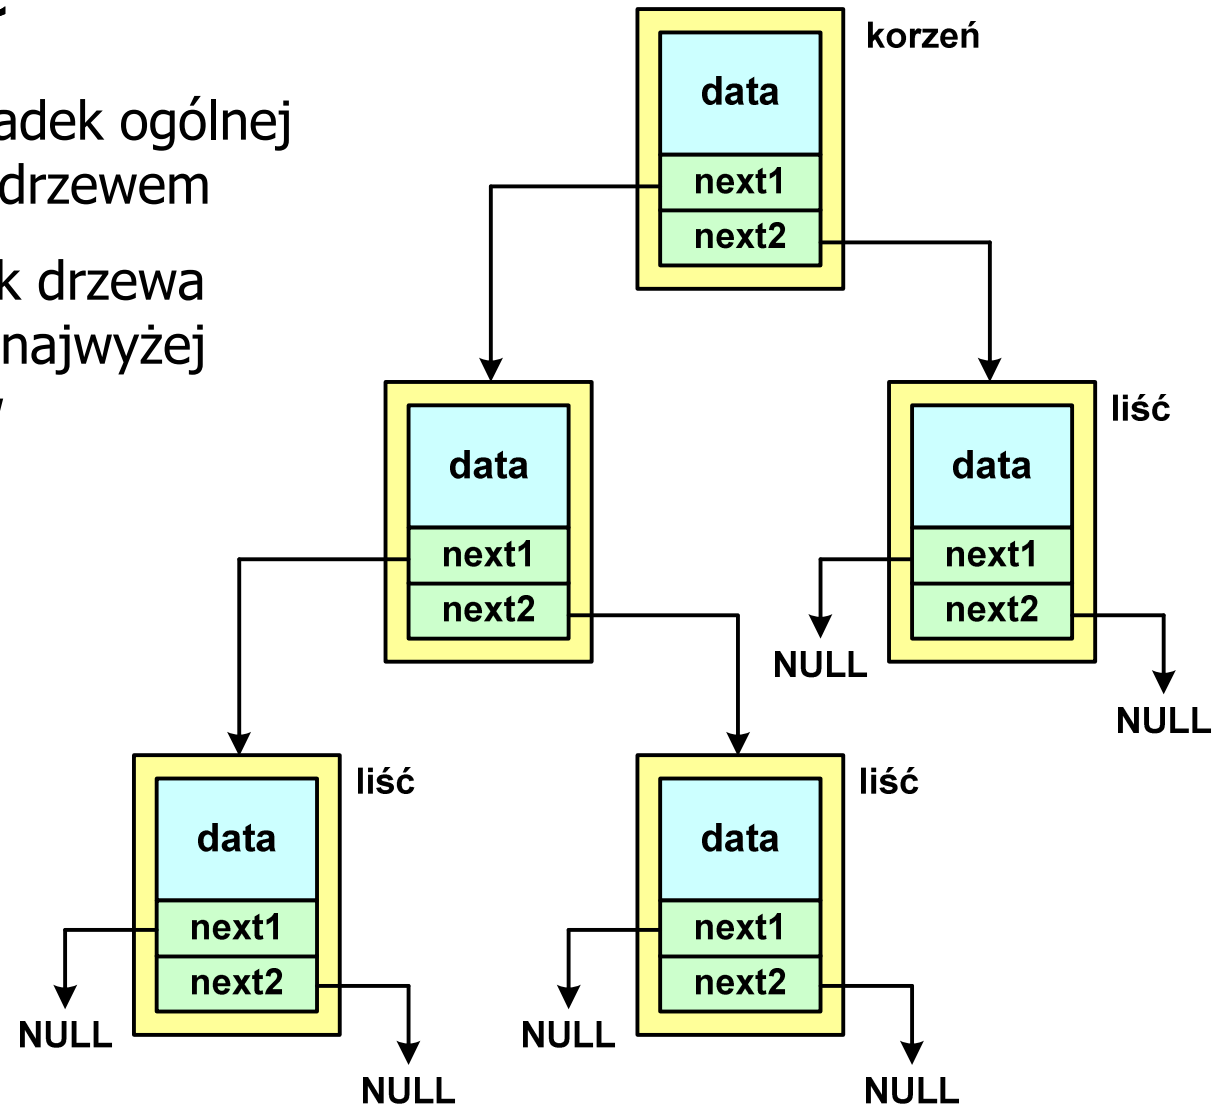 korzeń
adek ogólnej
drzewem
k drzewa
najwyżej
data
next1
next2
data
next1
next2
liść
data
next1
next2
NULL
NULL
liść
data
next1
next2
NULL
NULL
liść
data
next1
next2
NULL
NULL